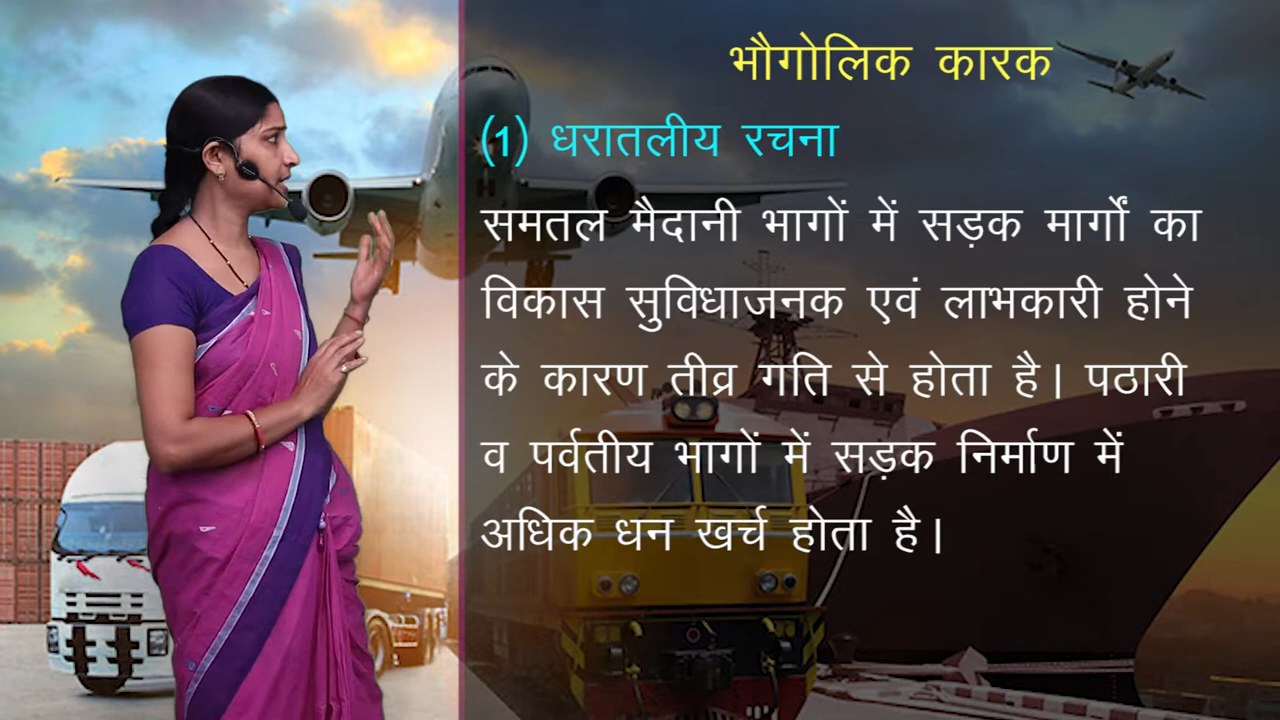 भौगोलिक कारक
(1) धरातलीय रचना
समतल मैदानी भागों में सड़क मार्गों का
विकास सुविधाजनक एवं लाभकारी होने
के कारण तीव्र गति से होता है। पठारी
व पर्वतीय भागों में सड़क निर्माण में
अधिक धन खर्च होता है।